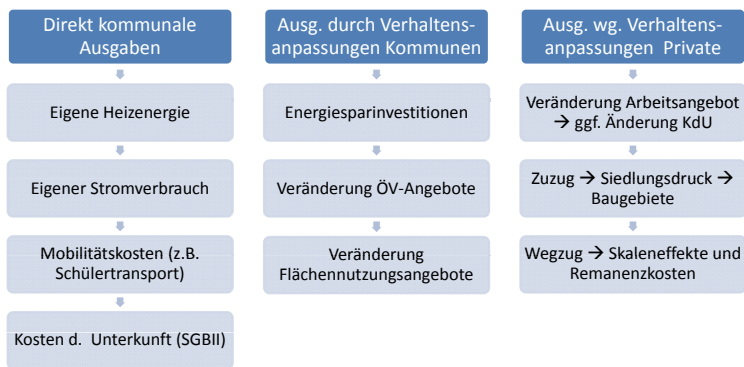 Direkt kommunale
Ausgaben
Eigene Heizenergie
Eigener Stromverbrauch
Mobilitätskosten (z.B.
Schülertransport)
Kosten d. Unterkunft (SGBII)
Ausg. durch Verhaltens-
anpassungen Kommunen
Energiesparinvestitionen
Veränderung ÖV-Angebote
Veränderung
Flächennutzungsangebote
Ausg. wg. Verhaltens-
anpassungen Private
Veränderung Arbeitsangebot
→ ggf. Änderung KdU
Zuzug → Siedlungsdruck →
Baugebiete
Wegzug → Skaleneffekte und
Remanenzkosten